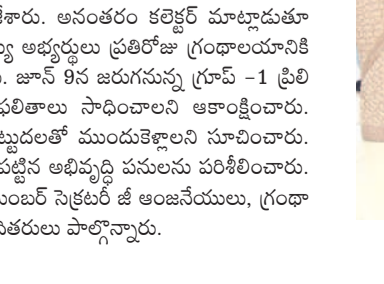 శారు. అనంతరం కలెక్టర్ మాట్లాడుతూ
అభ్యర్థులు ప్రతిరోజు గ్రంథాలయానికి
జూన్ 9న జరుగనున్న గ్రూప్ –1 ప్రిలి
ఫలితాలు సాధించాలని ఆకాంక్షించారు.
ట్టుదలతో ముందుకెళ్లాలని సూచించారు.
పట్టిన అభివృద్ధి పనులను పరిశీలించారు.
మెంబర్ సెక్రటరీ జీ ఆంజనేయులు, గ్రంథా
తరులు పాల్గొన్నారు.